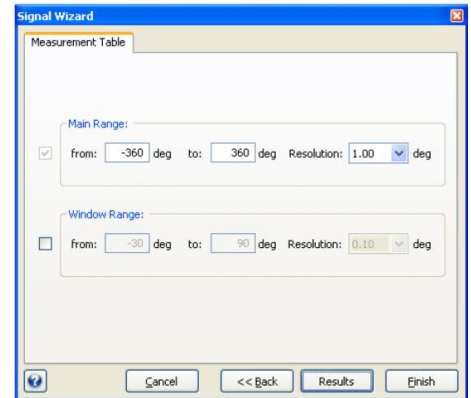 Signal Wizard
Measurement Table
Main Range:
from: -360 deg to: 360 deg Resolution: 1.00 deg
Window Range:
from: -30 deg to: 90 deg Resolution: 0.10 deg
? Cancel << Back Results Finish